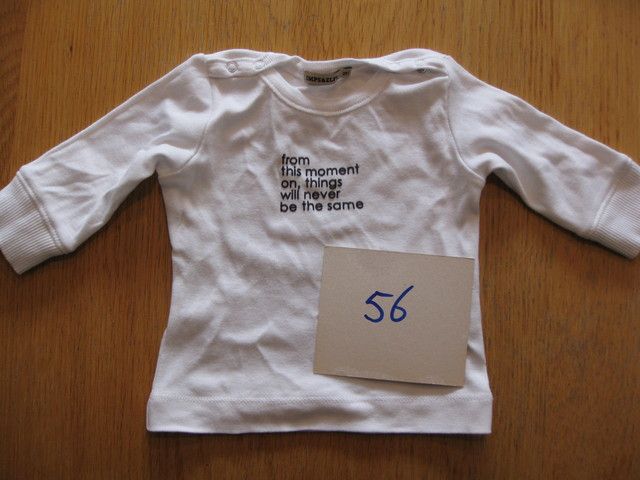 from
this moment
on, things
will never
be the same
56